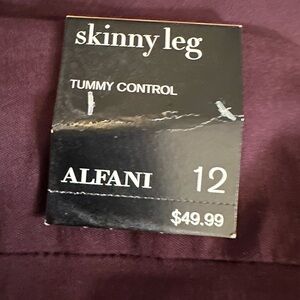 skinny leg
TUMMY CONTROL
ALFANI 12
$49.99